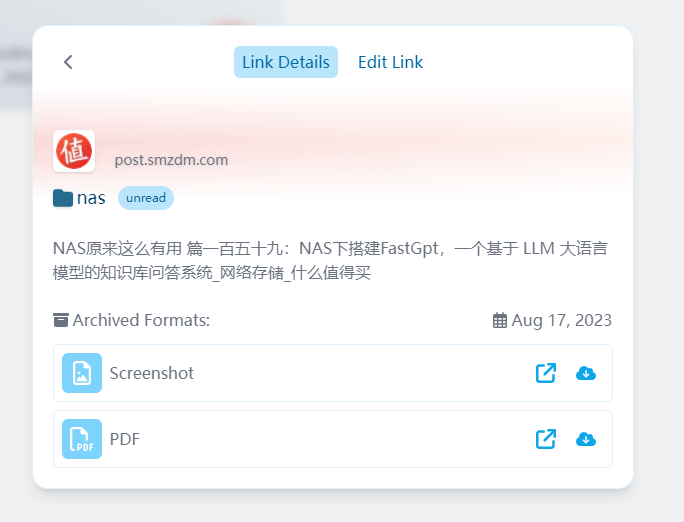 Link Details
Edit Link
值
post.smzdm.com
nas
unread
NAS原来这么有用 篇一百五十九：NAS下搭建FastGpt，一个基于 LLM 大语言
模型的知识库问答系统_网络存储_什么值得买
Archived Formats:
Aug 17, 2023
Screenshot
PDF
PDF